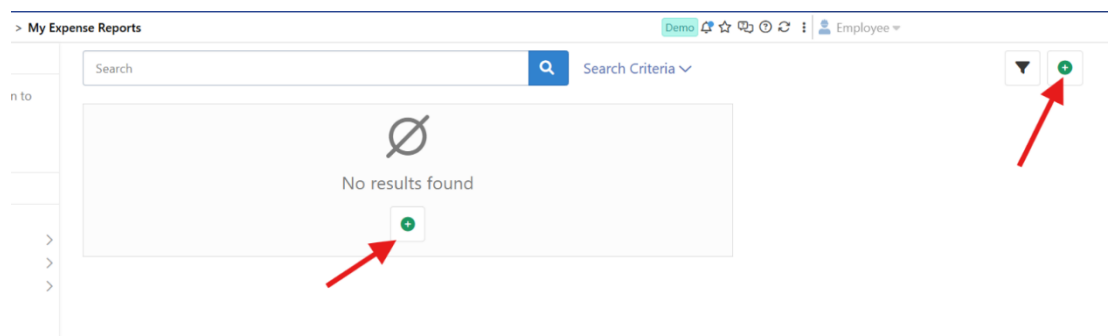 > My Expense Reports
Demo
Employee
Search
Search Criteria
n to
No results found